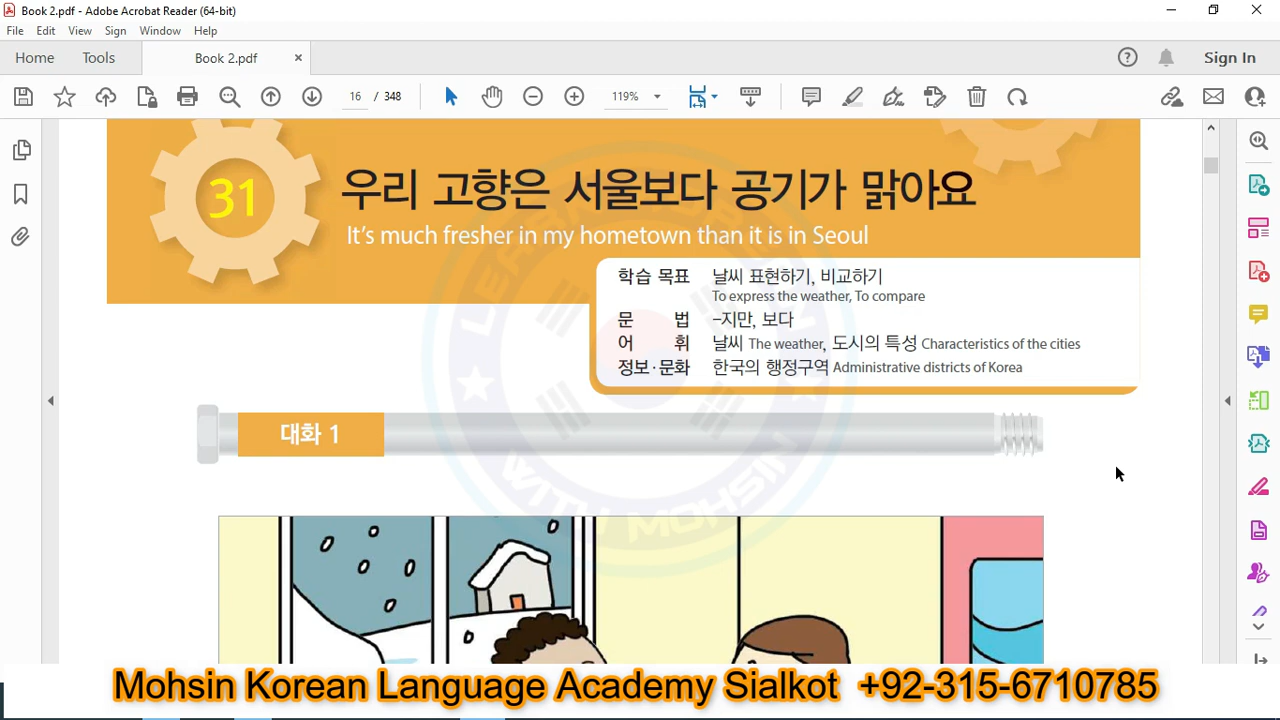 Book 2.pdf - Adobe Acrobat Reader (64-bit)
File Edit View Sign Window Help
Home Tools Book 2.pdf × Sign In
16 / 348 119%
31
우리 고향은 서울보다 공기가 맑아요
It's much fresher in my hometown than it is in Seoul
학습 목표 날씨 표현하기, 비교하기
To express the weather, To compare
문 법 -지만, 보다
어 휘 날씨 The weather, 도시의 특성 Characteristics of the cities
정보·문화 한국의 행정구역 Administrative districts of Korea
대화 1
LEARN KOREAN
WITH MOHSIN
Mohsin Korean Language Academy Sialkot +92-315-6710785